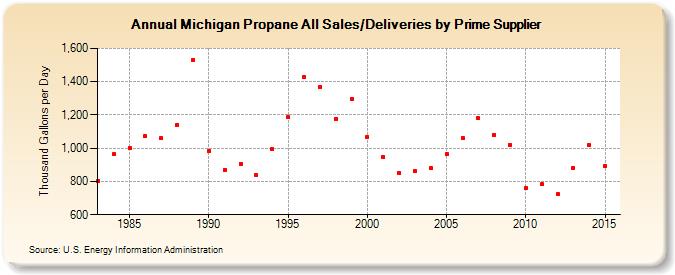 Annual Michigan Propane All Sales/Deliveries by Prime Supplier
Thousand Gallons per Day
1,600
1,400
1,200
1,000
800
600
1985 1990 1995 2000 2005 2010 2015
Source: U.S. Energy Information Administration